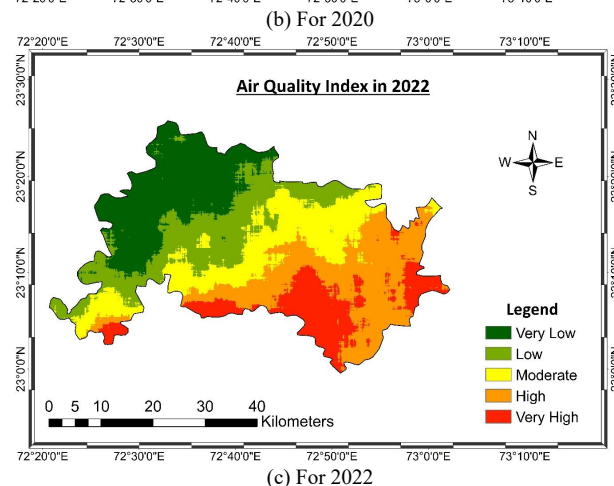 (b) For 2020
72°20'0"E 72°30'0"E 72°40'0"E 72°50'0"E 73°0'0"E 73°10'0"E
23°30'0"N
Air Quality Index in 2022
N
W E
S
23°20'0"N
23°10'0"N
23°0'0"N
Legend
Very Low
Low
Moderate
High
Very High
0 5 10 20 30 40
Kilometers
72°20'0"E 72°30'0"E 72°40'0"E 72°50'0"E 73°0'0"E 73°10'0"E
(c) For 2022